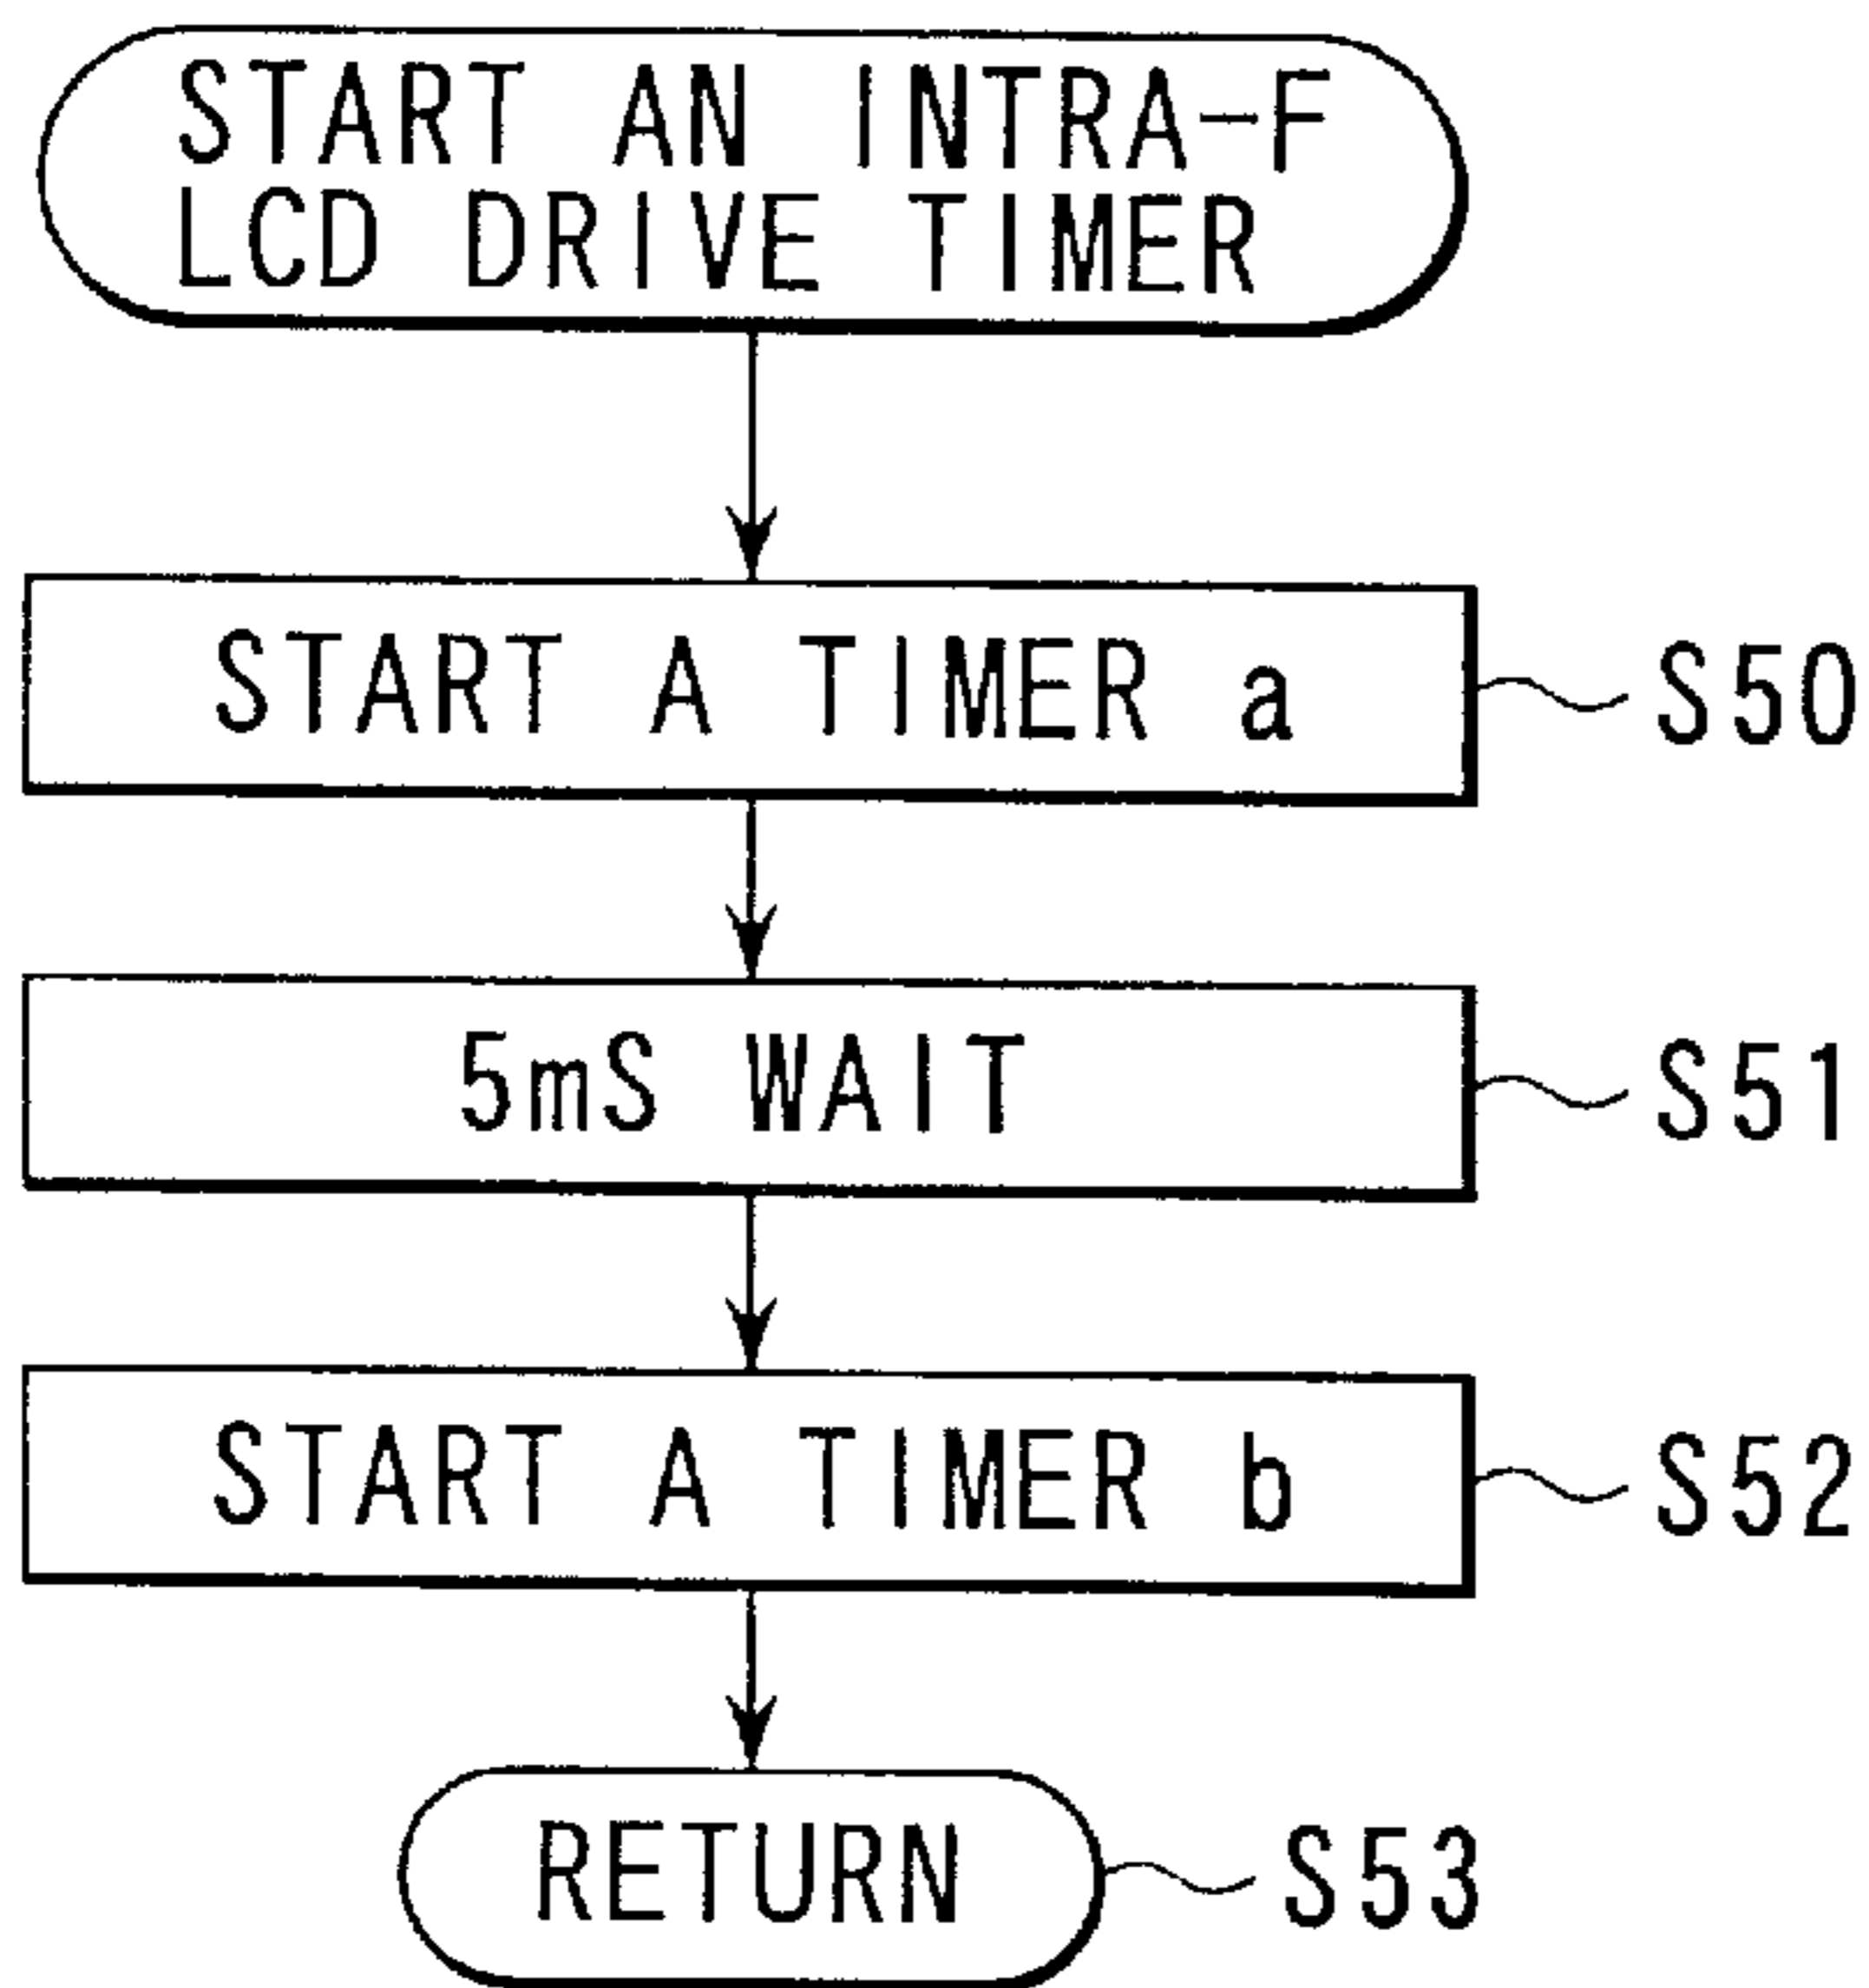 START AN INTRA-F
LCD DRIVE TIMER
START A TIMER a
S50
5mS WAIT
S51
START A TIMER b
S52
RETURN
S53